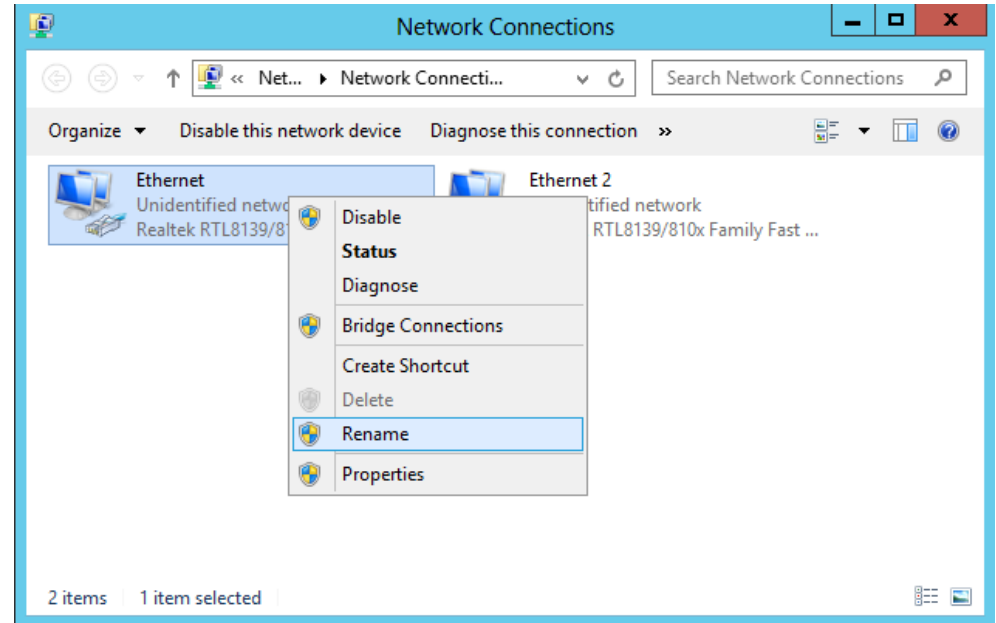 Network Connections
« Net... Network Connecti... Search Network Connections
Organize Disable this network device Diagnose this connection »
Ethernet
Unidentified netwo
Realtek RTL8139/8
Ethernet 2
tified network
RTL8139/810x Family Fast ...
Disable
Status
Diagnose
Bridge Connections
Create Shortcut
Delete
Rename
Properties
2 items 1 item selected